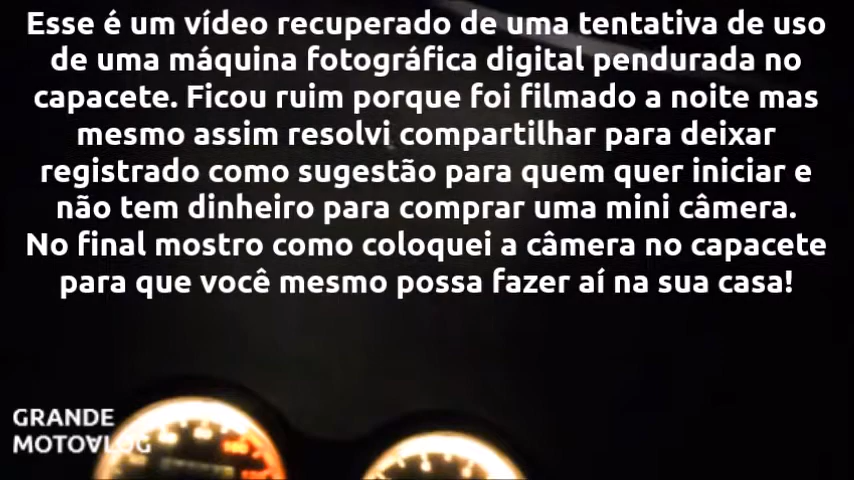 Esse é um vídeo recuperado de uma tentativa de uso
de uma máquina fotográfica digital pendurada no
capacete. Ficou ruim porque foi filmado a noite mas
mesmo assim resolvi compartilhar para deixar
registrado como sugestão para quem quer iniciar e
não tem dinheiro para comprar uma mini câmera.
No final mostro como coloquei a câmera no capacete
para que você mesmo possa fazer aí na sua casa!
GRANDE
MOTOVLOG